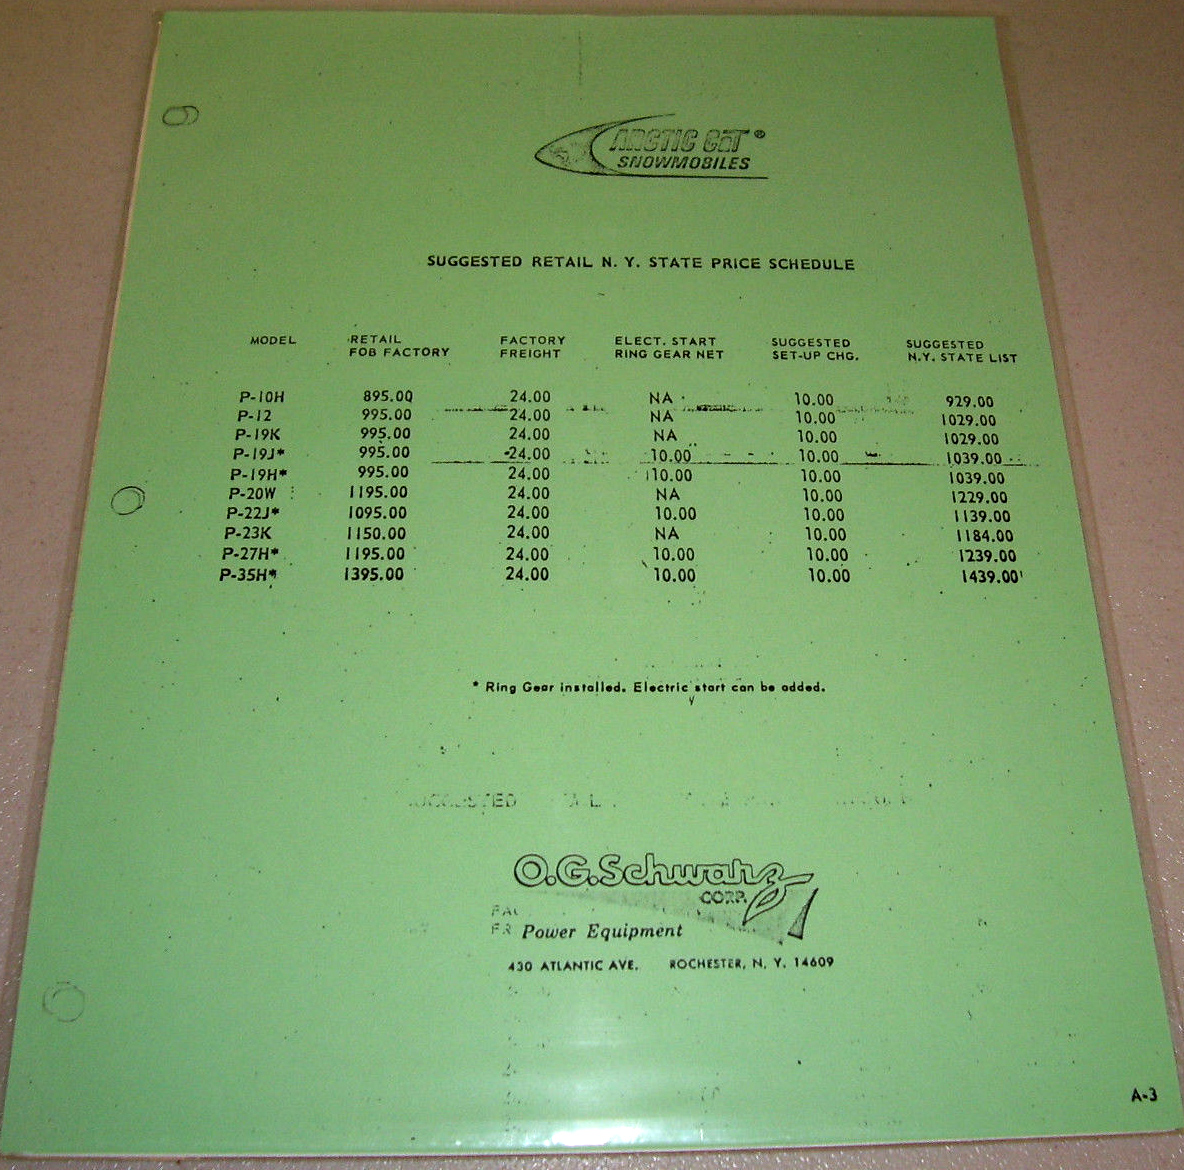 ARCTIC CAT®
SNOWMOBILES
SUGGESTED RETAIL N. Y. STATE PRICE SCHEDULE
MODEL RETAIL FOB FACTORY FACTORY FREIGHT ELECT. START RING GEAR NET SUGGESTED SET-UP CHG. SUGGESTED N.Y. STATE LIST
P-10H 895.00 24.00 NA 10.00 929.00
P-12 995.00 24.00 NA 10.00 1029.00
P-19K 995.00 24.00 NA 10.00 1029.00
P-19J* 995.00 24.00 10.00 10.00 1039.00
P-19H* 995.00 24.00 10.00 10.00 1039.00
P-20W 1195.00 24.00 NA 10.00 1229.00
P-22J* 1095.00 24.00 10.00 10.00 1139.00
P-23K 1150.00 24.00 NA 10.00 1184.00
P-27H* 1195.00 24.00 10.00 10.00 1239.00
P-35H* 1395.00 24.00 10.00 10.00 1439.00
* Ring Gear installed. Electric start can be added.
O.G.Schwartz
CORP.
Power Equipment
430 ATLANTIC AVE. ROCHESTER, N. Y. 14609
A-3